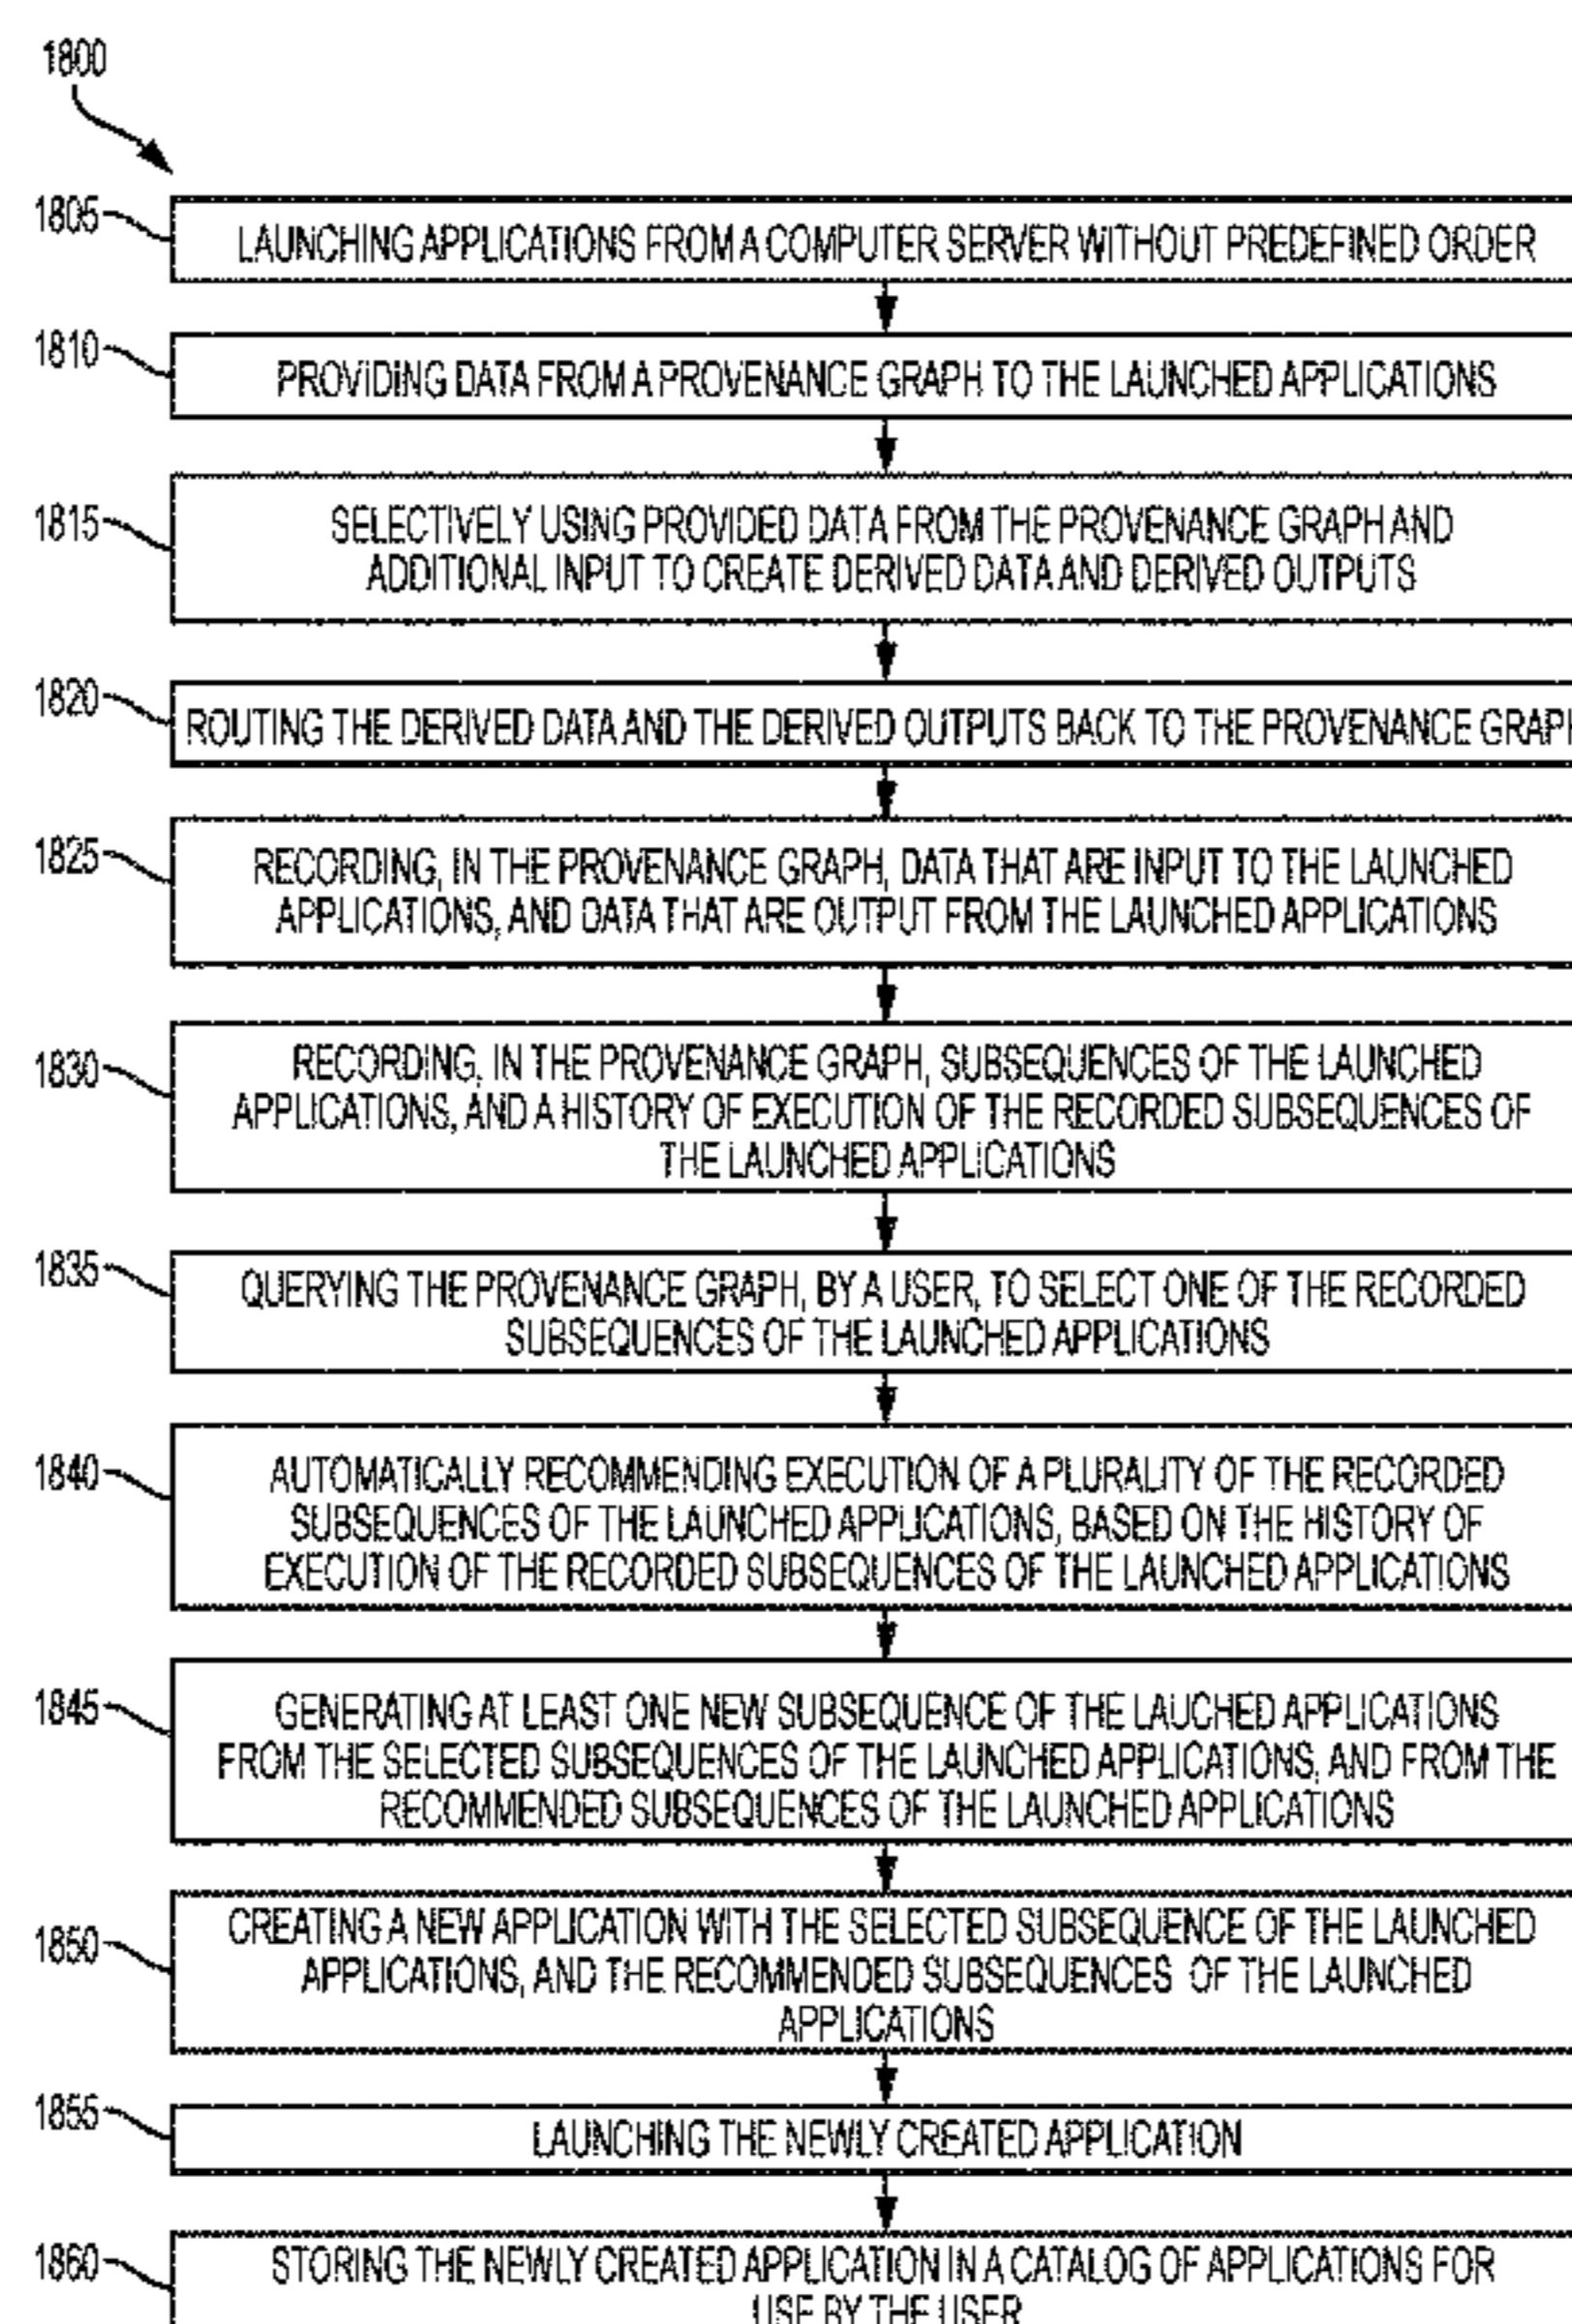 1800
1805
LAUNCHING APPLICATIONS FROM A COMPUTER SERVER WITHOUT PREDEFINED ORDER
1810
PROVIDING DATA FROM A PROVENANCE GRAPH TO THE LAUNCHED APPLICATIONS
1815
SELECTIVELY USING PROVIDED DATA FROM THE PROVENANCE GRAPH AND
ADDITIONAL INPUT TO CREATE DERIVED DATA AND DERIVED OUTPUTS
1820
ROUTING THE DERIVED DATA AND THE DERIVED OUTPUTS BACK TO THE PROVENANCE GRAPH
1825
RECORDING, IN THE PROVENANCE GRAPH, DATA THAT ARE INPUT TO THE LAUNCHED
APPLICATIONS, AND DATA THAT ARE OUTPUT FROM THE LAUNCHED APPLICATIONS
1830
RECORDING, IN THE PROVENANCE GRAPH, SUBSEQUENCES OF THE LAUNCHED
APPLICATIONS, AND A HISTORY OF EXECUTION OF THE RECORDED SUBSEQUENCES OF
THE LAUNCHED APPLICATIONS
1835
QUERYING THE PROVENANCE GRAPH, BY A USER, TO SELECT ONE OF THE RECORDED
SUBSEQUENCES OF THE LAUNCHED APPLICATIONS
1840
AUTOMATICALLY RECOMMENDING EXECUTION OF A PLURALITY OF THE RECORDED
SUBSEQUENCES OF THE LAUNCHED APPLICATIONS, BASED ON THE HISTORY OF
EXECUTION OF THE RECORDED SUBSEQUENCES OF THE LAUNCHED APPLICATIONS
1845
GENERATING AT LEAST ONE NEW SUBSEQUENCE OF THE LAUCHED APPLICATIONS
FROM THE SELECTED SUBSEQUENCES OF THE LAUNCHED APPLICATIONS, AND FROM THE
RECOMMENDED SUBSEQUENCES OF THE LAUNCHED APPLICATIONS
1850
CREATING A NEW APPLICATION WITH THE SELECTED SUBSEQUENCE OF THE LAUNCHED
APPLICATIONS, AND THE RECOMMENDED SUBSEQUENCES OF THE LAUNCHED
APPLICATIONS
1855
LAUNCHING THE NEWLY CREATED APPLICATION
1860
STORING THE NEWLY CREATED APPLICATION IN A CATALOG OF APPLICATIONS FOR
USE BY THE USER